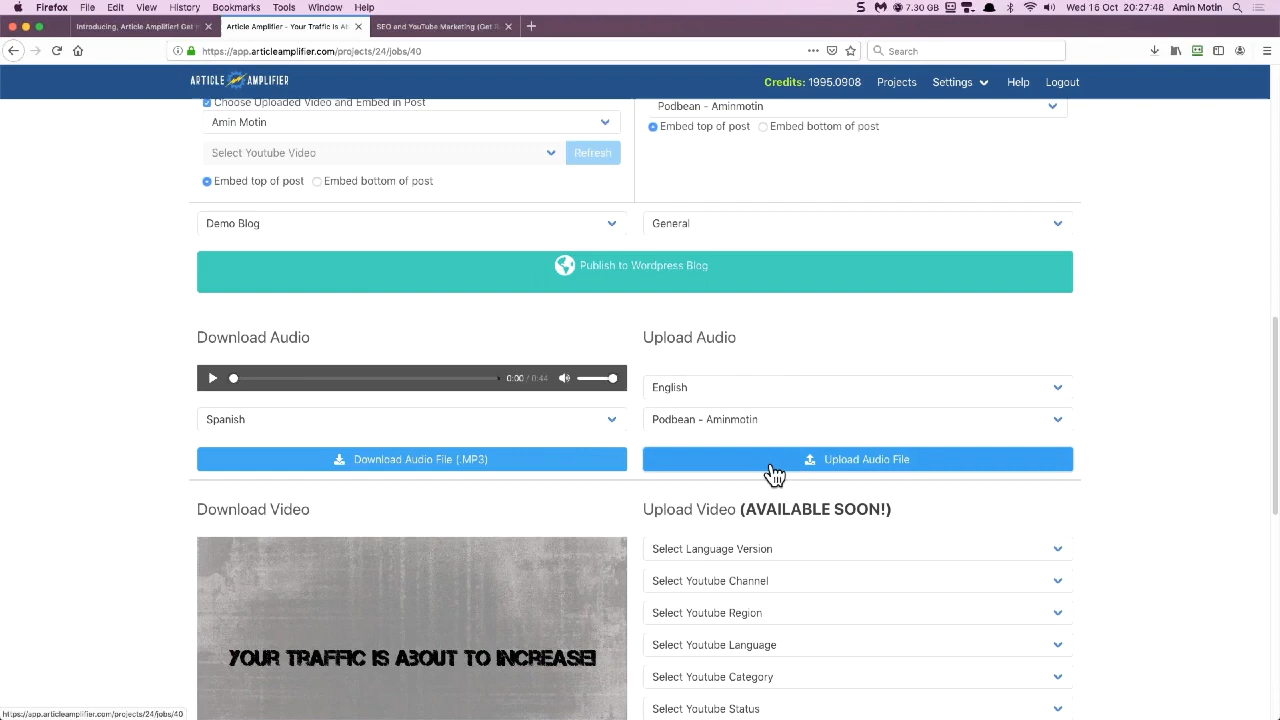 Firefox File Edit View History Bookmarks Tools Window Help 7.30 GB Wed 16 Oct 20:27:48 Amin Motin
Introducing, Article Amplifier! Get m Article Amplifier - Your Traffic Is Ab SEO and YouTube Marketing (Get R
https://app.articleamplifier.com/projects/24/jobs/40 Search
ARTICLE AMPLIFIER Credits: 1995.0908 Projects Settings Help Logout
Choose Uploaded Video and Embed in Post
Podbean - Aminmotin
Amin Motin
Embed top of post Embed bottom of post
Select Youtube Video Refresh
Embed top of post Embed bottom of post
Demo Blog General
Publish to Wordpress Blog
Download Audio Upload Audio
0:00 / 0:44
English
Spanish Podbean - Aminmotin
Download Audio File (.MP3) Upload Audio File
Download Video Upload Video (AVAILABLE SOON!)
Select Language Version
Select Youtube Channel
Select Youtube Region
Select Youtube Language
YOUR TRAFFIC IS ABOUT TO INCREASE!
Select Youtube Category
Select Youtube Status
https://app.articleamplifier.com/projects/24/jobs/40